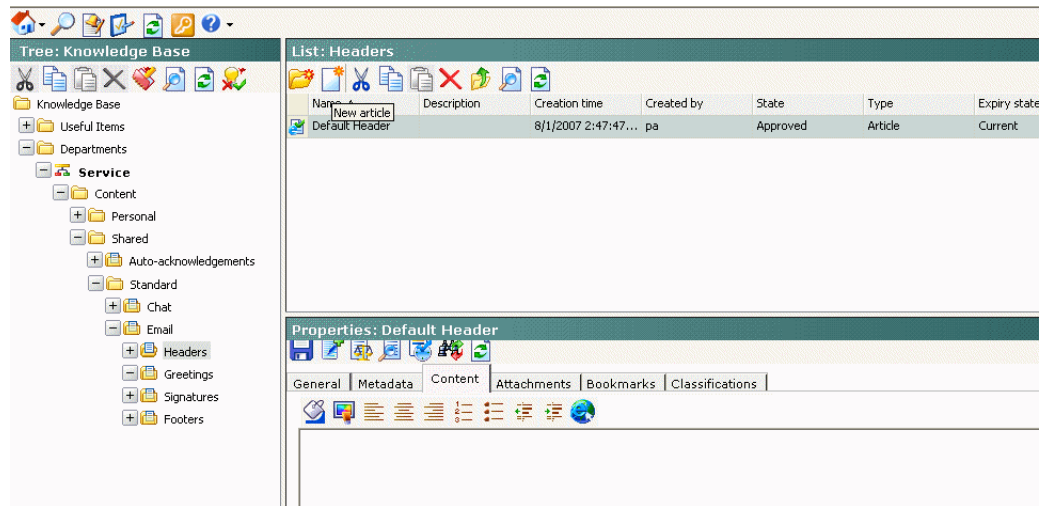 Tree: Knowledge Base
Knowledge Base
Useful Items
Departments
Service
Content
Personal
Shared
Auto-acknowledgements
Standard
Chat
Email
Headers
Greetings
Signatures
Footers
List: Headers
Name Description Creation time Created by State Type Expiry state
New article
Default Header 8/1/2007 2:47:47... pa Approved Article Current
Properties: Default Header
General Metadata Content Attachments Bookmarks Classifications